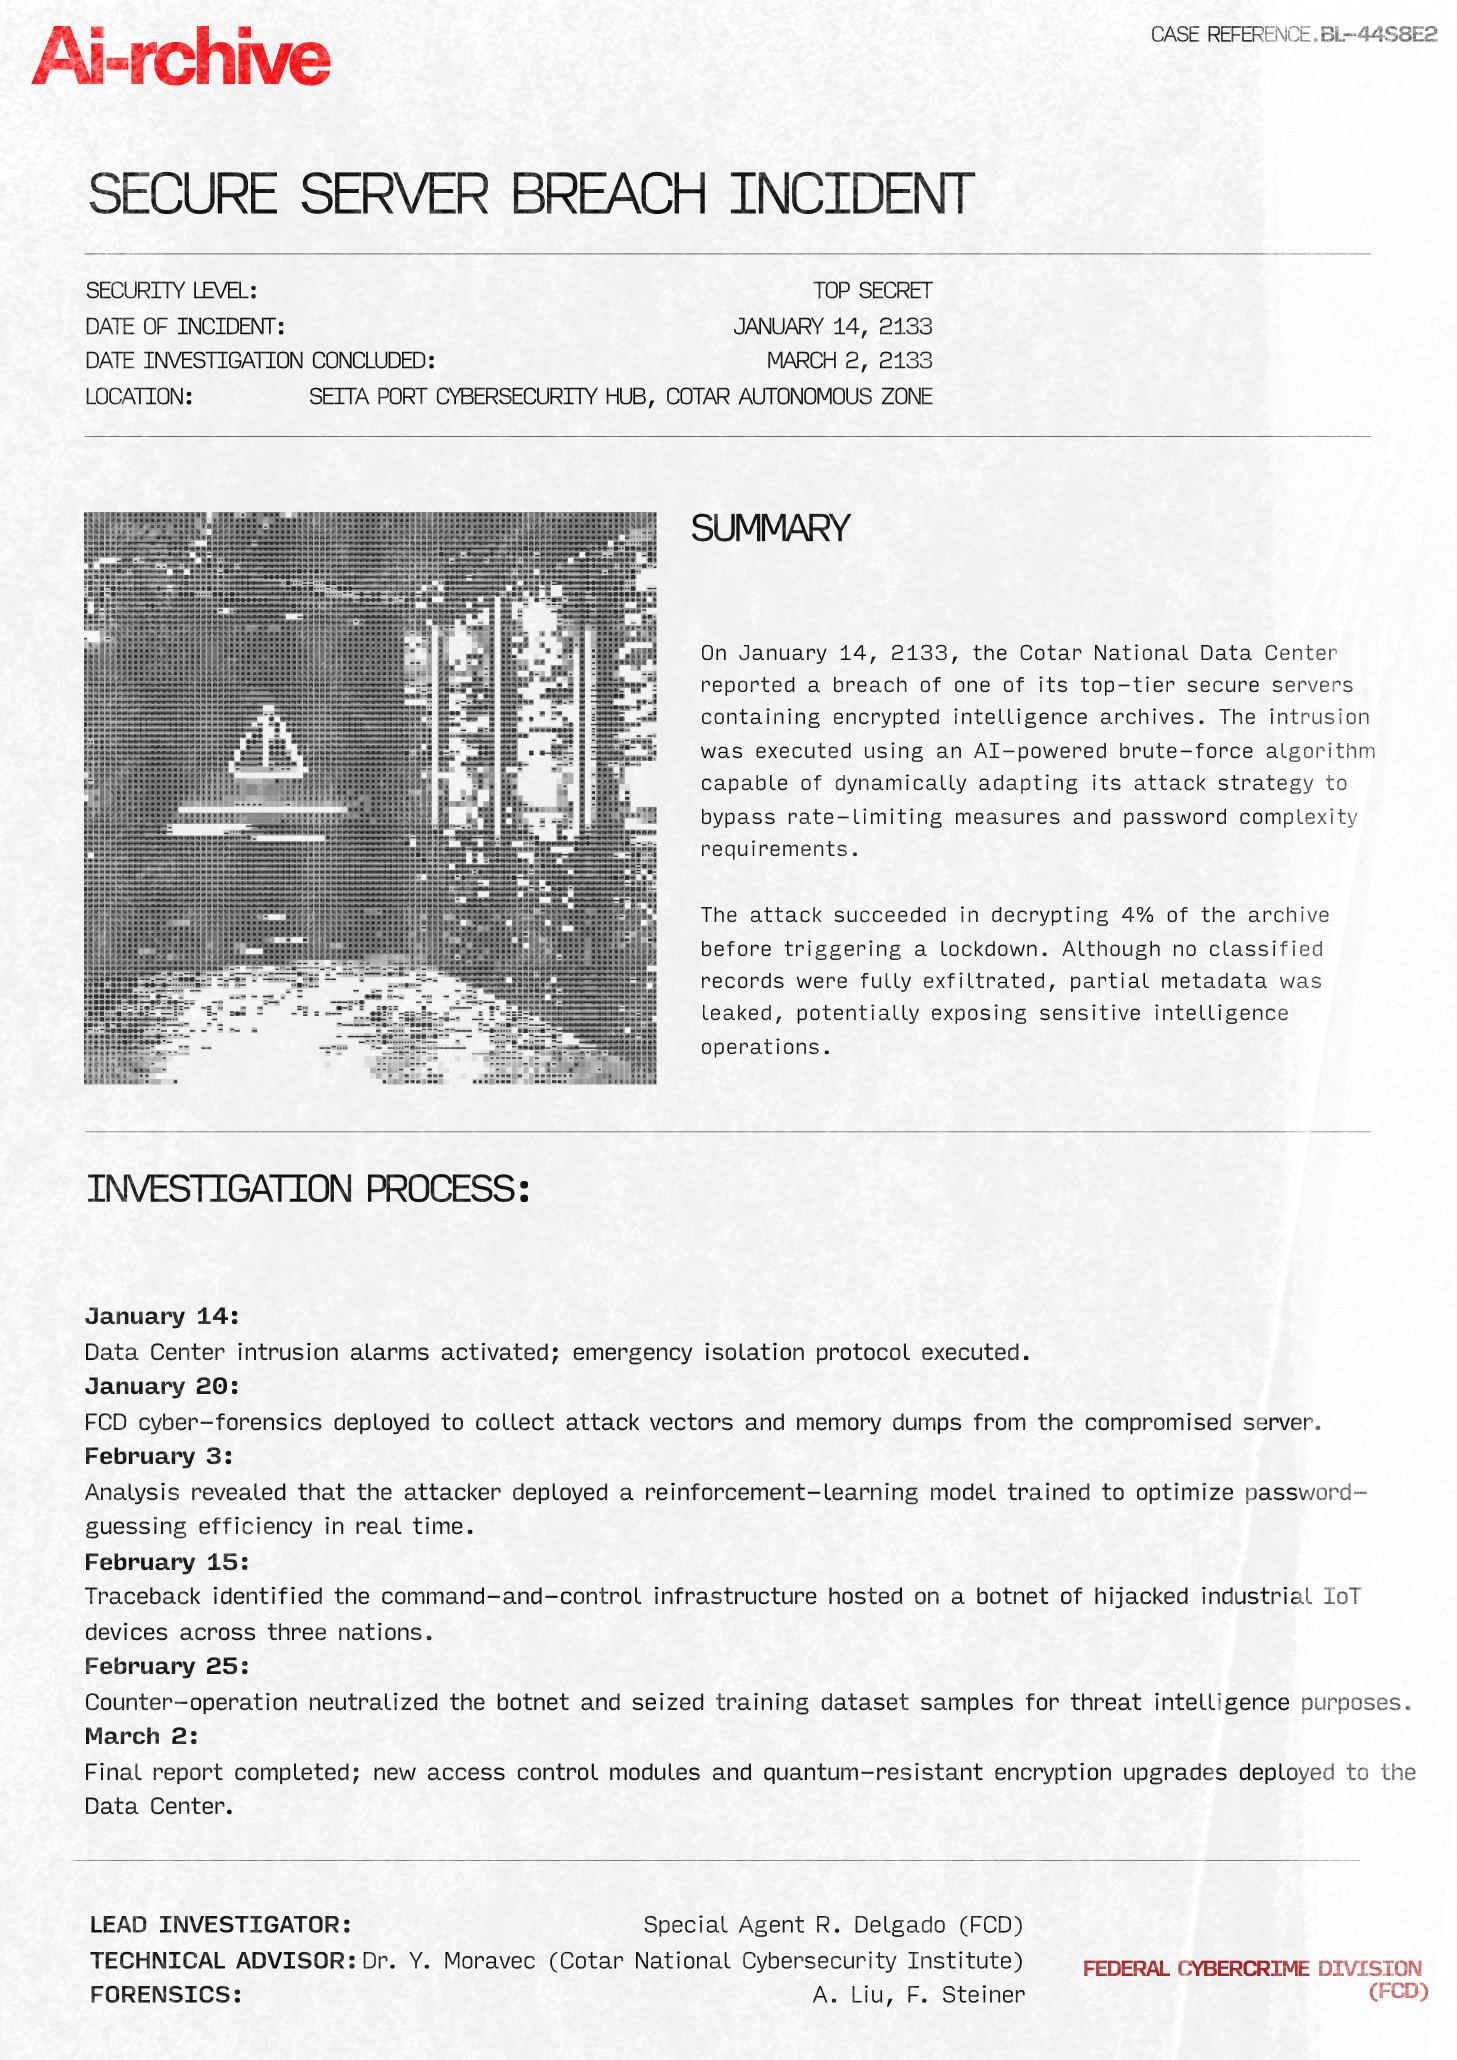 Ai-rchive
CASE REFERENCE.BL-44S8E2
SECURE SERVER BREACH INCIDENT
SECURITY LEVEL: TOP SECRET
DATE OF INCIDENT: JANUARY 14, 2133
DATE INVESTIGATION CONCLUDED: MARCH 2, 2133
LOCATION: SEITA PORT CYBERSECURITY HUB, COTAR AUTONOMOUS ZONE
SUMMARY
On January 14, 2133, the Cotar National Data Center
reported a breach of one of its top-tier secure servers
containing encrypted intelligence archives. The intrusion
was executed using an AI-powered brute-force algorithm
capable of dynamically adapting its attack strategy to
bypass rate-limiting measures and password complexity
requirements.
The attack succeeded in decrypting 4% of the archive
before triggering a lockdown. Although no classified
records were fully exfiltrated, partial metadata was
leaked, potentially exposing sensitive intelligence
operations.
INVESTIGATION PROCESS:
January 14:
Data Center intrusion alarms activated; emergency isolation protocol executed.
January 20:
FCD cyber-forensics deployed to collect attack vectors and memory dumps from the compromised server.
February 3:
Analysis revealed that the attacker deployed a reinforcement-learning model trained to optimize password-
guessing efficiency in real time.
February 15:
Traceback identified the command-and-control infrastructure hosted on a botnet of hijacked industrial IoT
devices across three nations.
February 25:
Counter-operation neutralized the botnet and seized training dataset samples for threat intelligence purposes.
March 2:
Final report completed; new access control modules and quantum-resistant encryption upgrades deployed to the
Data Center.
LEAD INVESTIGATOR: Special Agent R. Delgado (FCD)
TECHNICAL ADVISOR: Dr. Y. Moravec (Cotar National Cybersecurity Institute)
FORENSICS: A. Liu, F. Steiner
FEDERAL CYBERCRIME DIVISION
(FCD)